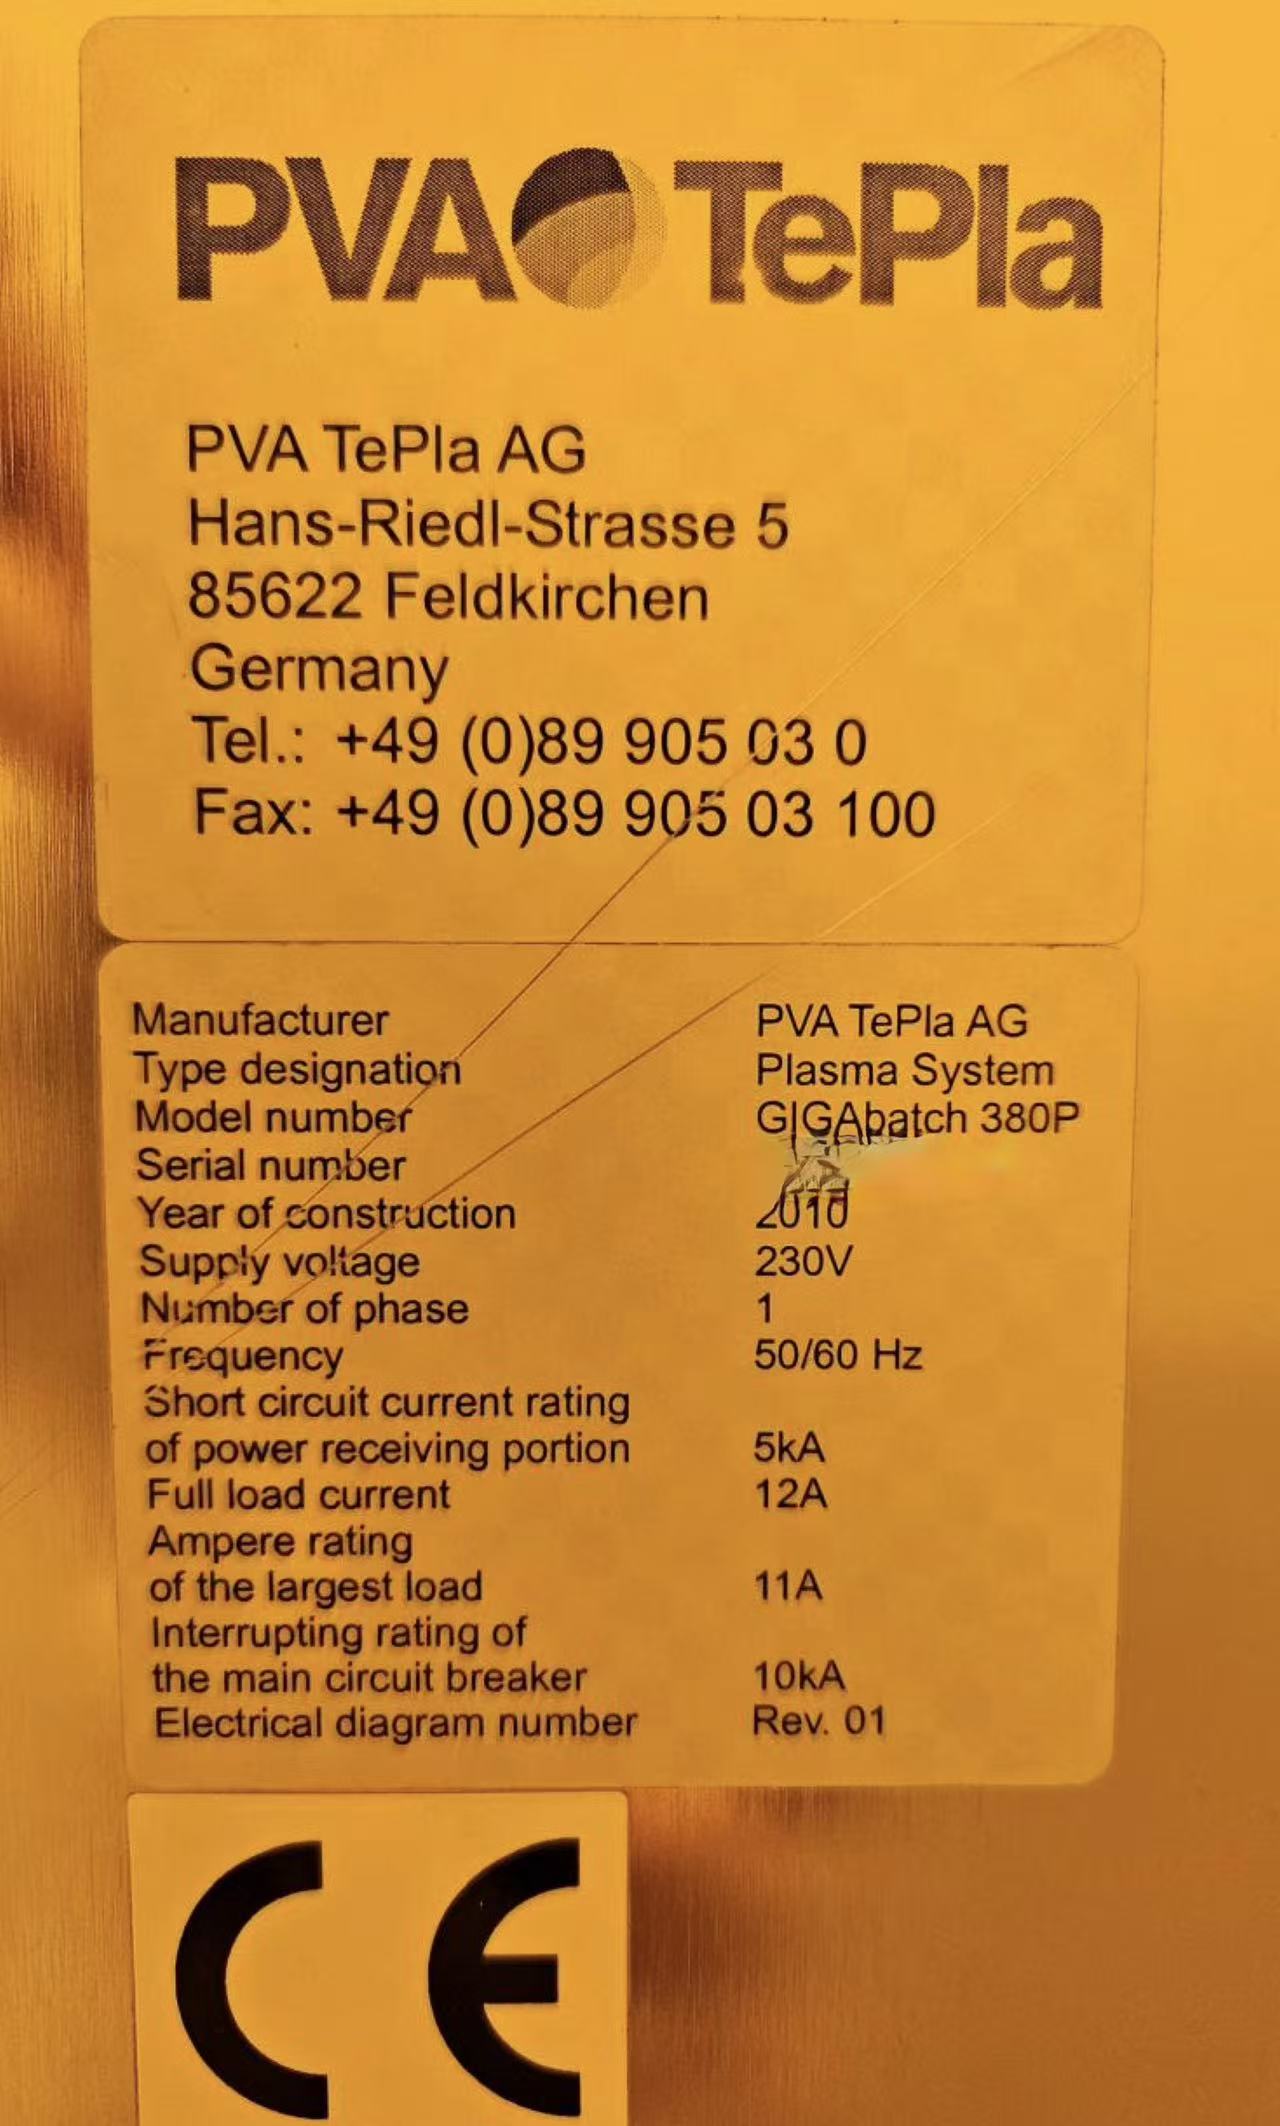 PVA TePla
PVA TePla AG
Hans-Riedl-Strasse 5
85622 Feldkirchen
Germany
Tel.: +49 (0)89 905 03 0
Fax: +49 (0)89 905 03 100
Manufacturer PVA TePla AG
Type designation Plasma System
Model number GIGAbatch 380P
Serial number
Year of construction 2010
Supply voltage 230V
Number of phase 1
Frequency 50/60 Hz
Short circuit current rating
of power receiving portion 5kA
Full load current 12A
Ampere rating
of the largest load 11A
Interrupting rating of
the main circuit breaker 10kA
Electrical diagram number Rev. 01
CE